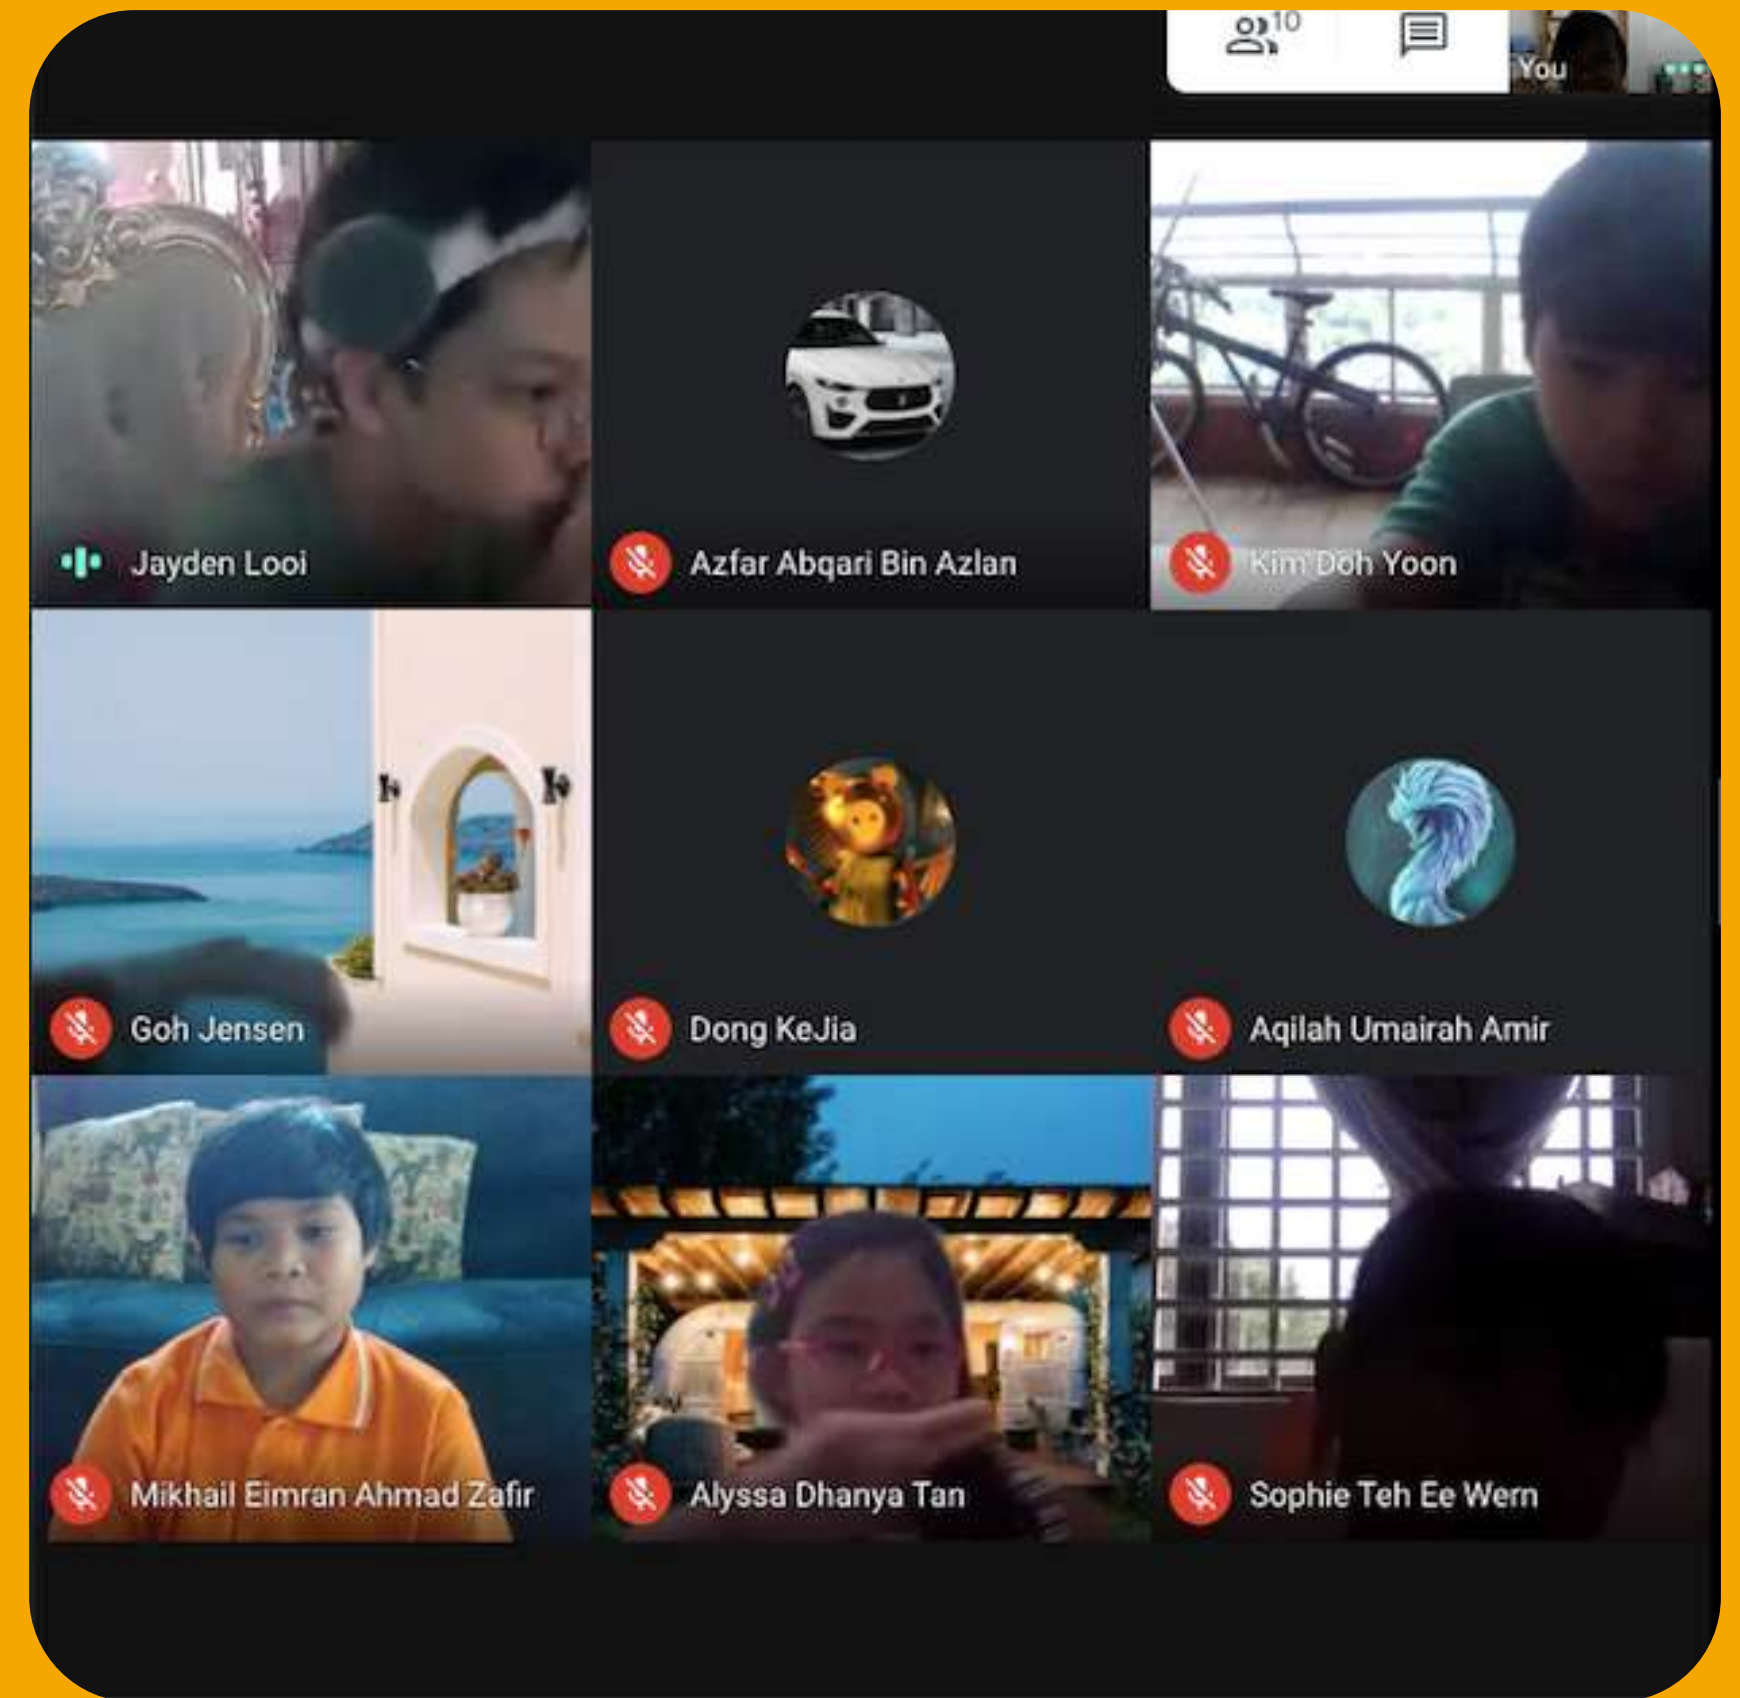 10
You
Jayden Looi
Azfar Abqari Bin Azlan
Kim Doh Yoon
Goh Jensen
Dong KeJia
Aqilah Umairah Amir
Mikhail Eimran Ahmad Zafir
Alyssa Dhanya Tan
Sophie Teh Ee Wern